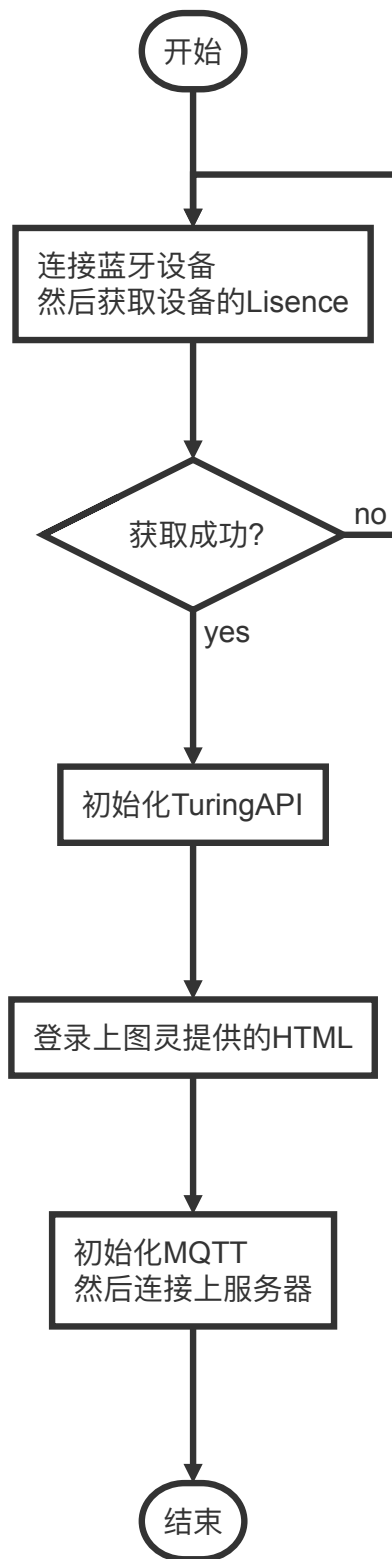 开始
连接蓝牙设备
然后获取设备的Lisence
获取成功?
no
yes
初始化TuringAPI
登录上图灵提供的HTML
初始化MQTT
然后连接上服务器
结束